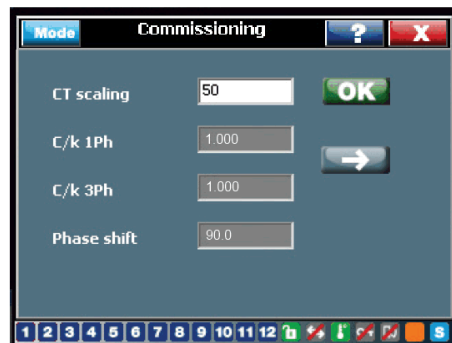 Mode Commissioning ? X
CT scaling 50 OK
C/k 1Ph 1.000
C/k 3Ph 1.000
Phase shift 90.0
1 2 3 4 5 6 7 8 9 10 11 12 S